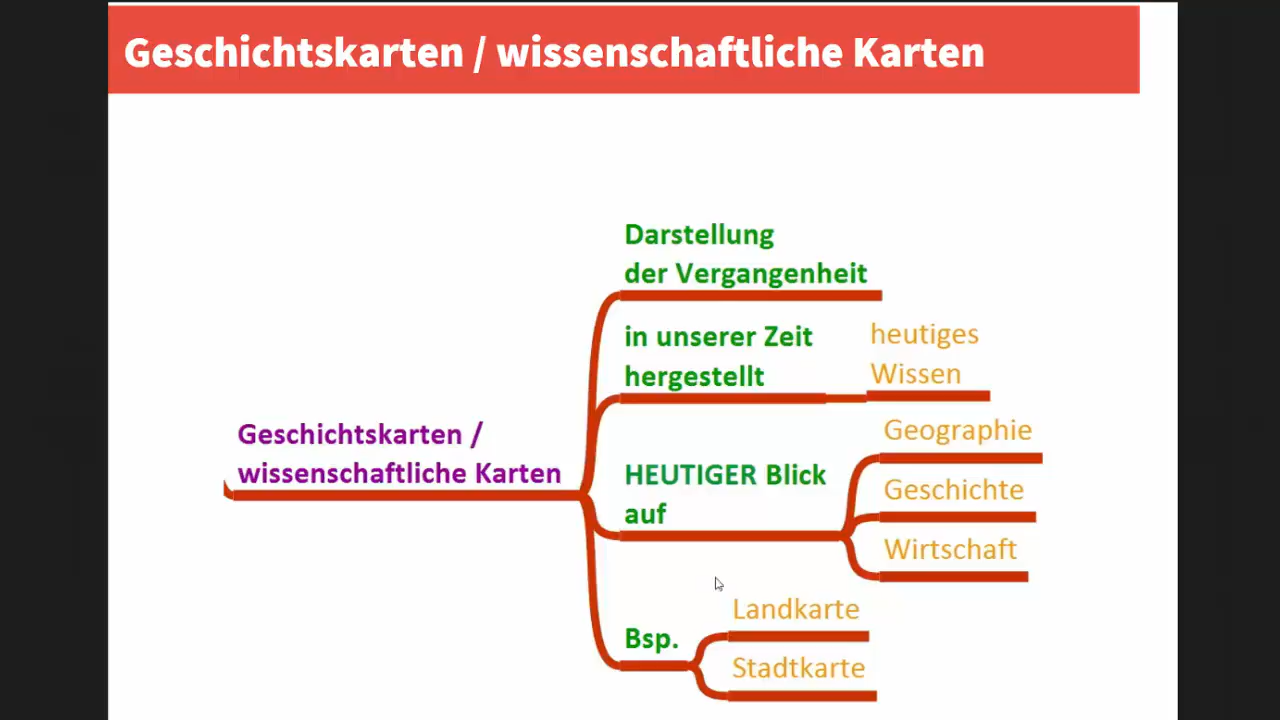 Geschichtskarten / wissenschaftliche Karten
Darstellung
der Vergangenheit
in unserer Zeit
hergestellt
heutiges
Wissen
Geschichtskarten /
wissenschaftliche Karten
HEUTIGER Blick
auf
Geographie
Geschichte
Wirtschaft
Bsp.
Landkarte
Stadtkarte